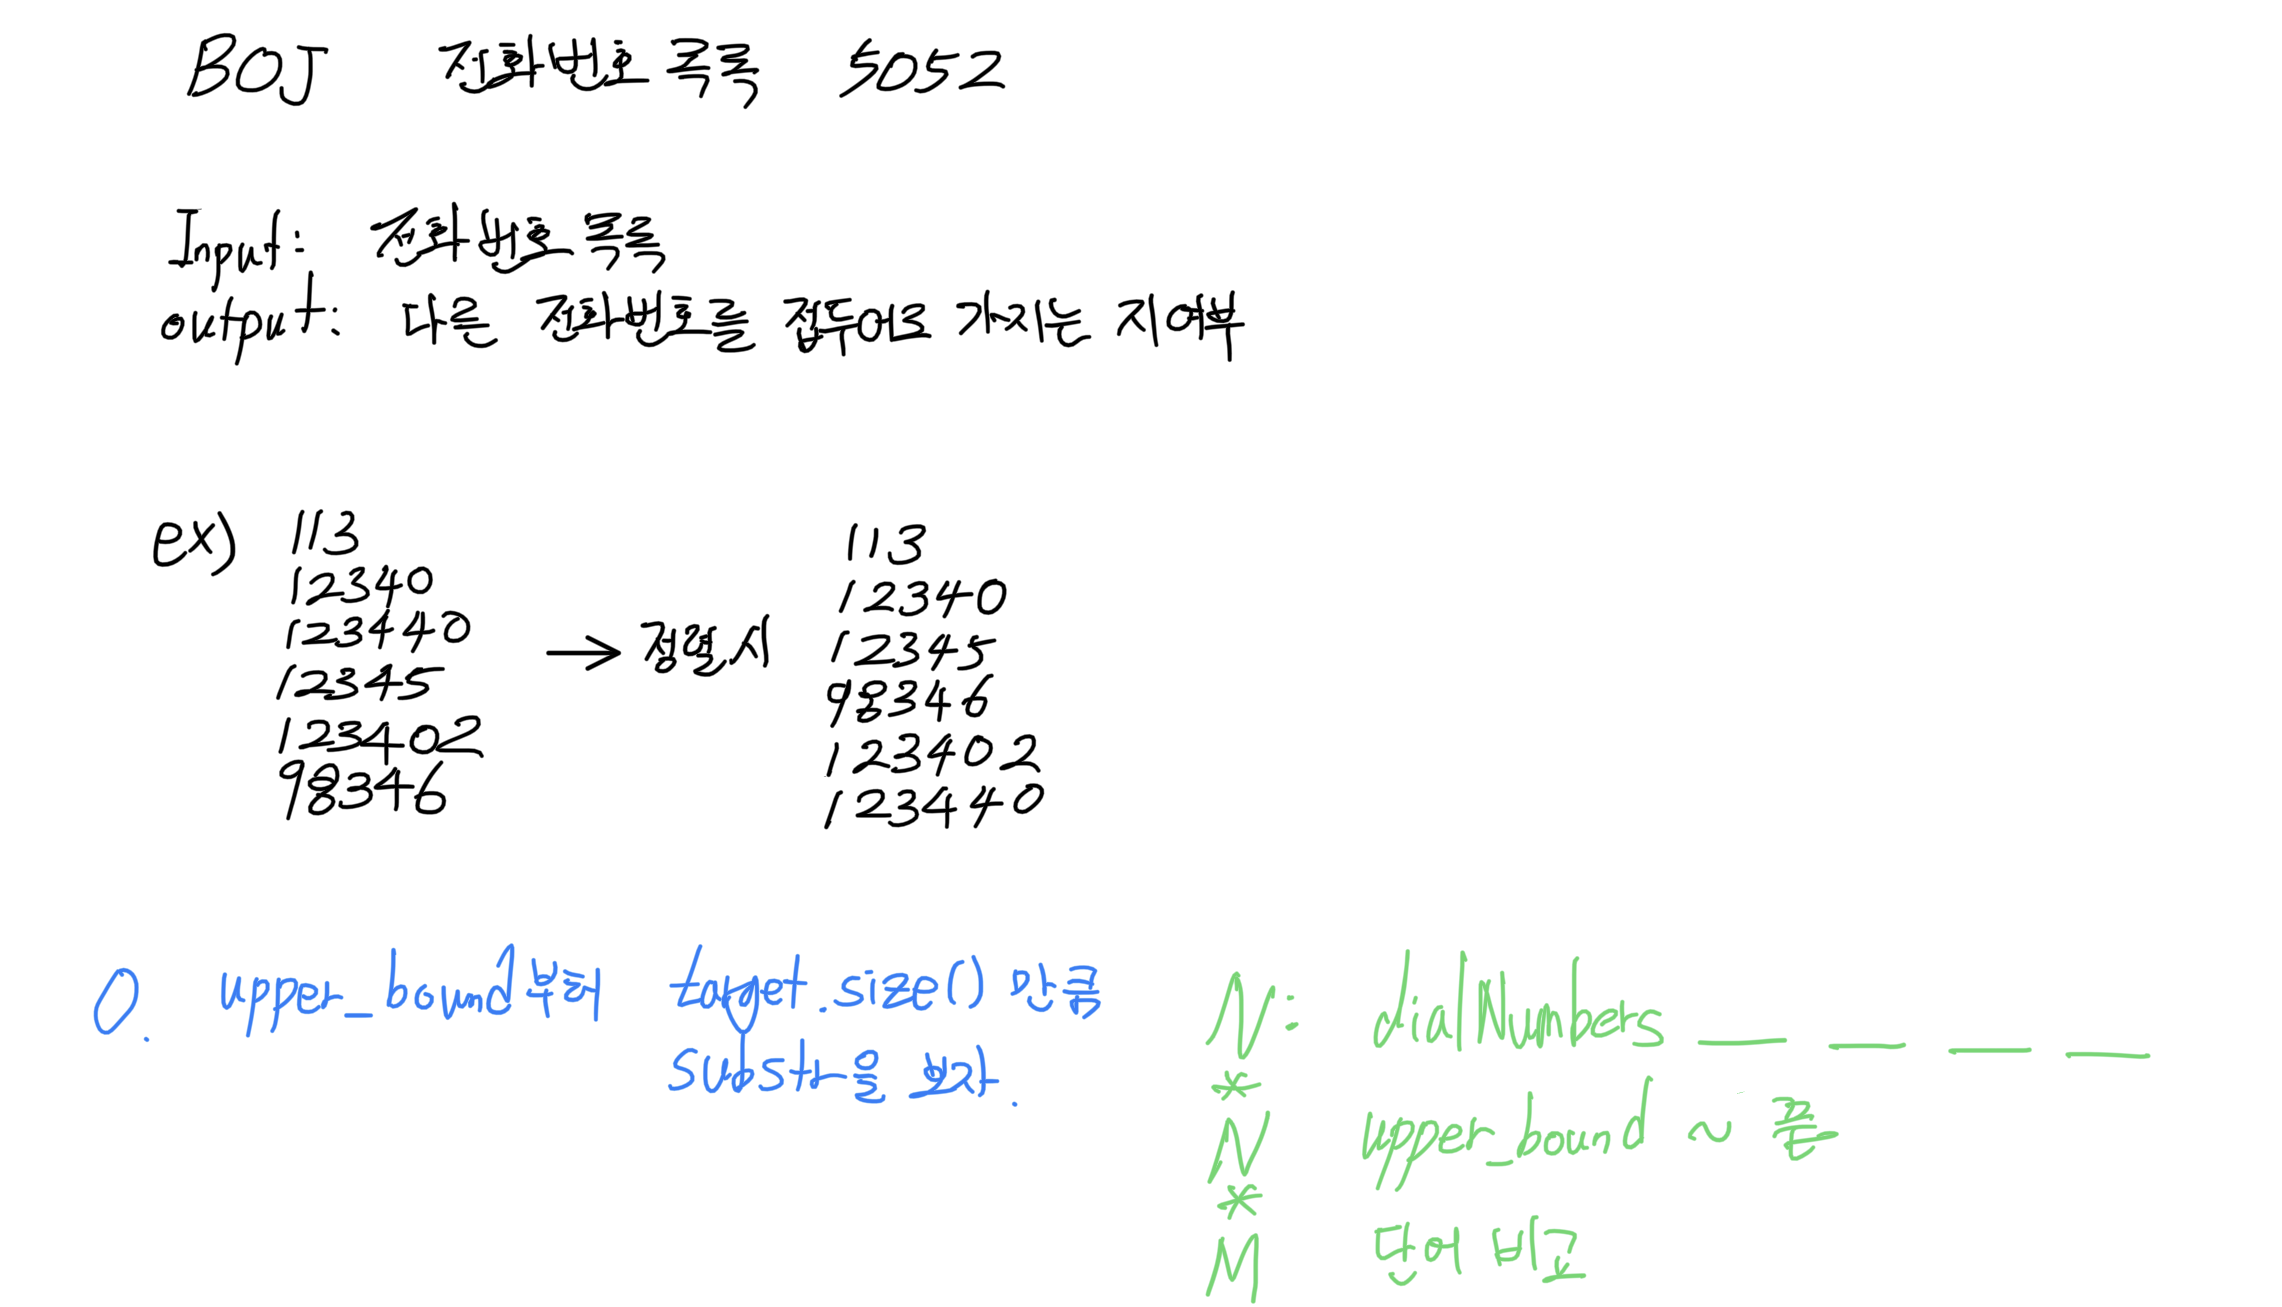 BOJ 전화번호 목록 5052
Input: 전화번호 목록
output: 다른 전화번호를 접두어로 가지는 지 여부
ex) 113
12340
123440
12345
123402
98346
→ 정렬 시
113
12340
12345
98346
123402
123440
0. upper_bound부터 target.size() 만큼
substr을 보자.
N: dialNumbers
*
N upper_bound ~ 끝
*
M 단어 비교